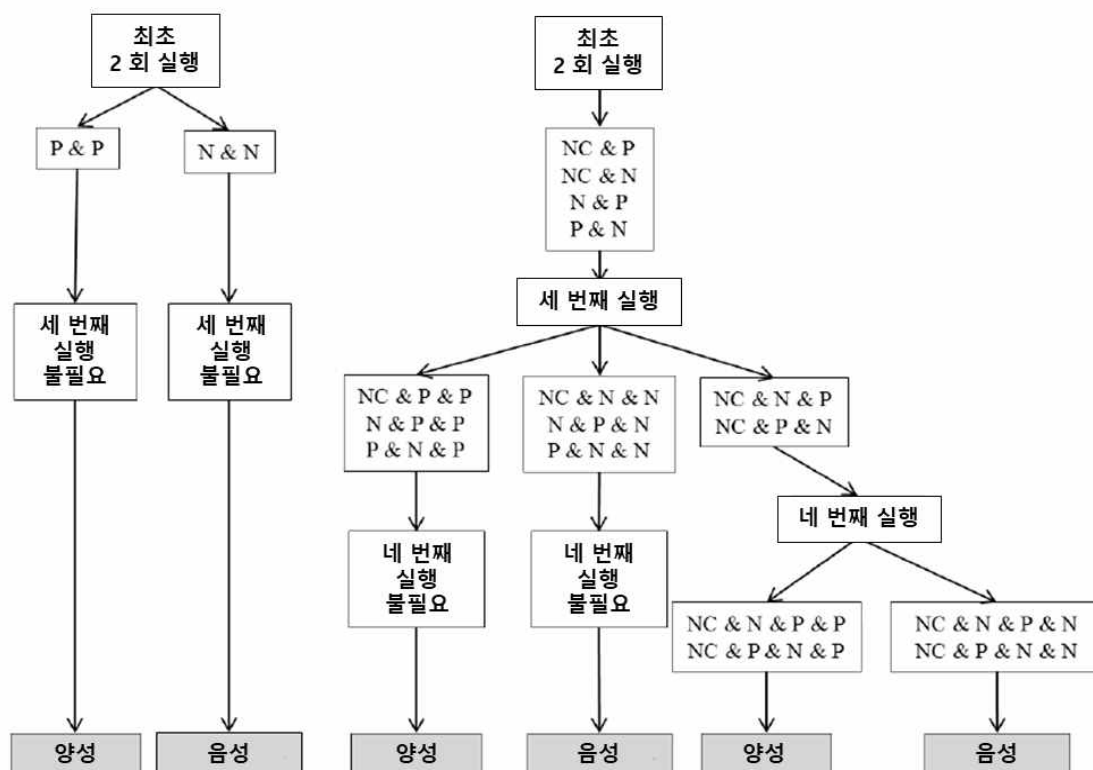 최초
2 회 실행
P & P
N & N
세 번째
실행
불필요
세 번째
실행
불필요
양성
음성
최초
2 회 실행
NC & P
NC & N
N & P
P & N
세 번째 실행
NC & P & P
N & P & P
P & N & P
NC & N & N
N & P & N
P & N & N
NC & N & P
NC & P & N
네 번째
실행
불필요
네 번째
실행
불필요
네 번째 실행
NC & N & P & P
NC & P & N & P
NC & N & P & N
NC & P & N & N
양성
음성
양성
음성